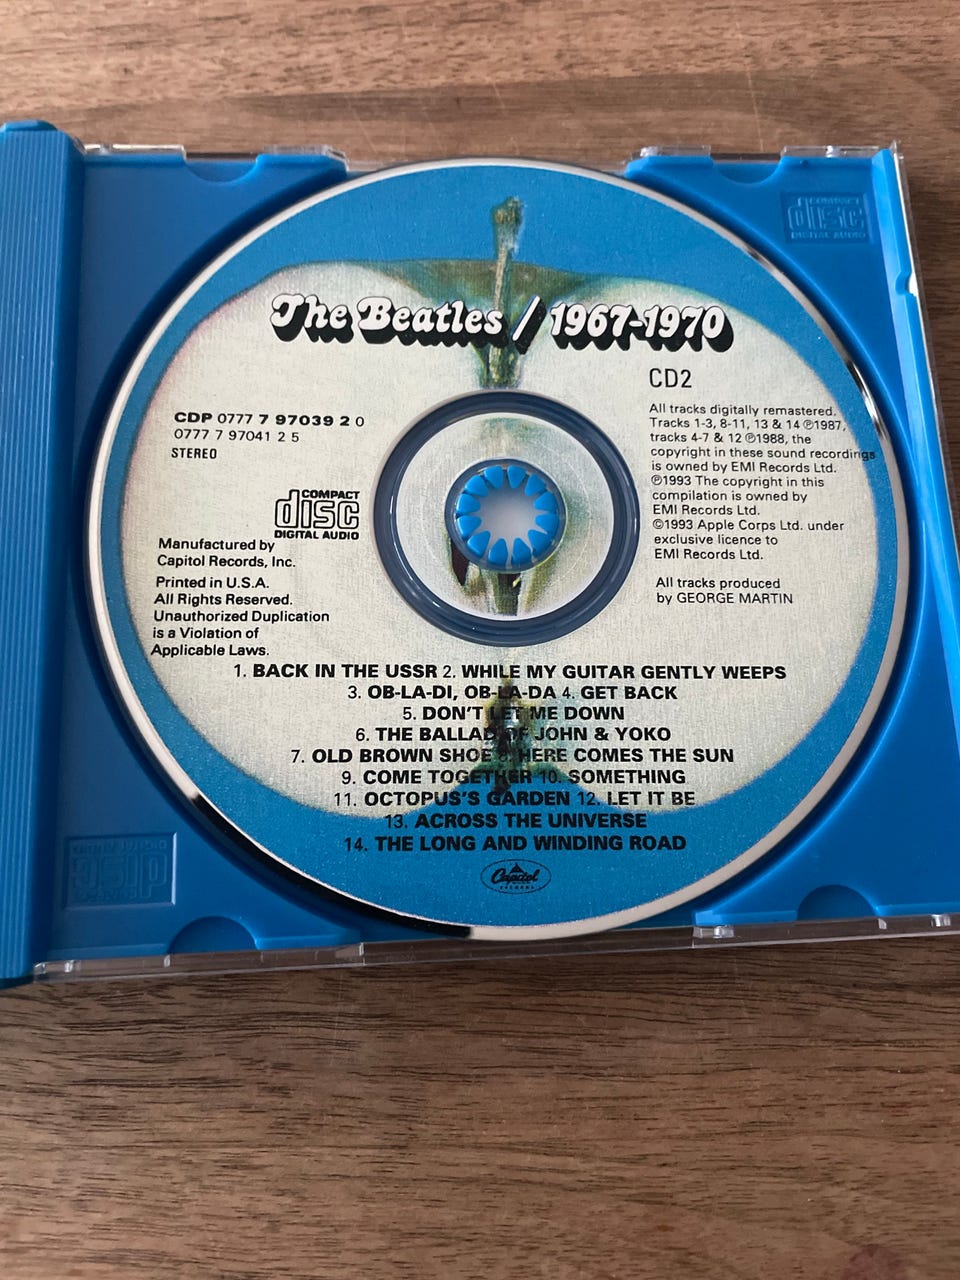 The Beatles / 1967-1970
CD2
CDP 0777 7 97039 2 0
0777 7 97041 2 5
STEREO
COMPACT
disc
DIGITAL AUDIO
Manufactured by
Capitol Records, Inc.
Printed in U.S.A.
All Rights Reserved.
Unauthorized Duplication
is a Violation of
Applicable Laws.
All tracks digitally remastered.
Tracks 1-3, 8-11, 13 & 14 ℗1987,
tracks 4-7 & 12 ℗1988, the
copyright in these sound recordings
is owned by EMI Records Ltd.
℗1993 The copyright in this
compilation is owned by
EMI Records Ltd.
©1993 Apple Corps Ltd. under
exclusive licence to
EMI Records Ltd.
All tracks produced
by GEORGE MARTIN
1. BACK IN THE USSR 2. WHILE MY GUITAR GENTLY WEEPS
3. OB-LA-DI, OB-LA-DA 4. GET BACK
5. DON'T LET ME DOWN
6. THE BALLAD OF JOHN & YOKO
7. OLD BROWN SHOE 8. HERE COMES THE SUN
9. COME TOGETHER 10. SOMETHING
11. OCTOPUS'S GARDEN 12. LET IT BE
13. ACROSS THE UNIVERSE
14. THE LONG AND WINDING ROAD
Capitol
RECORDS
COMPACT
disc
DIGITAL AUDIO
COMPACT
disc
DIGITAL AUDIO